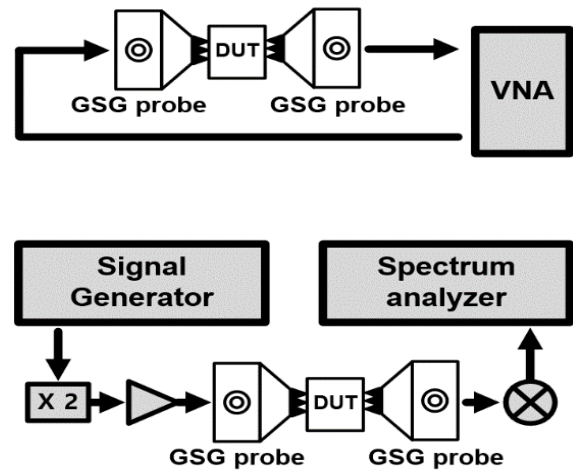 DUT
GSG probe
GSG probe
VNA
Signal
Generator
Spectrum
analyzer
X 2
DUT
GSG probe
GSG probe